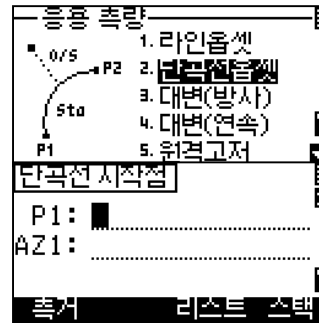 응용 측량
1. 라인옵셋
2. 단곡선옵셋
3. 대변(방사)
4. 대변(연속)
5. 원격고저
O/S
P2
Sta
P1
단곡선 시작점
P1:
AZ1:
측거 리스트 스택